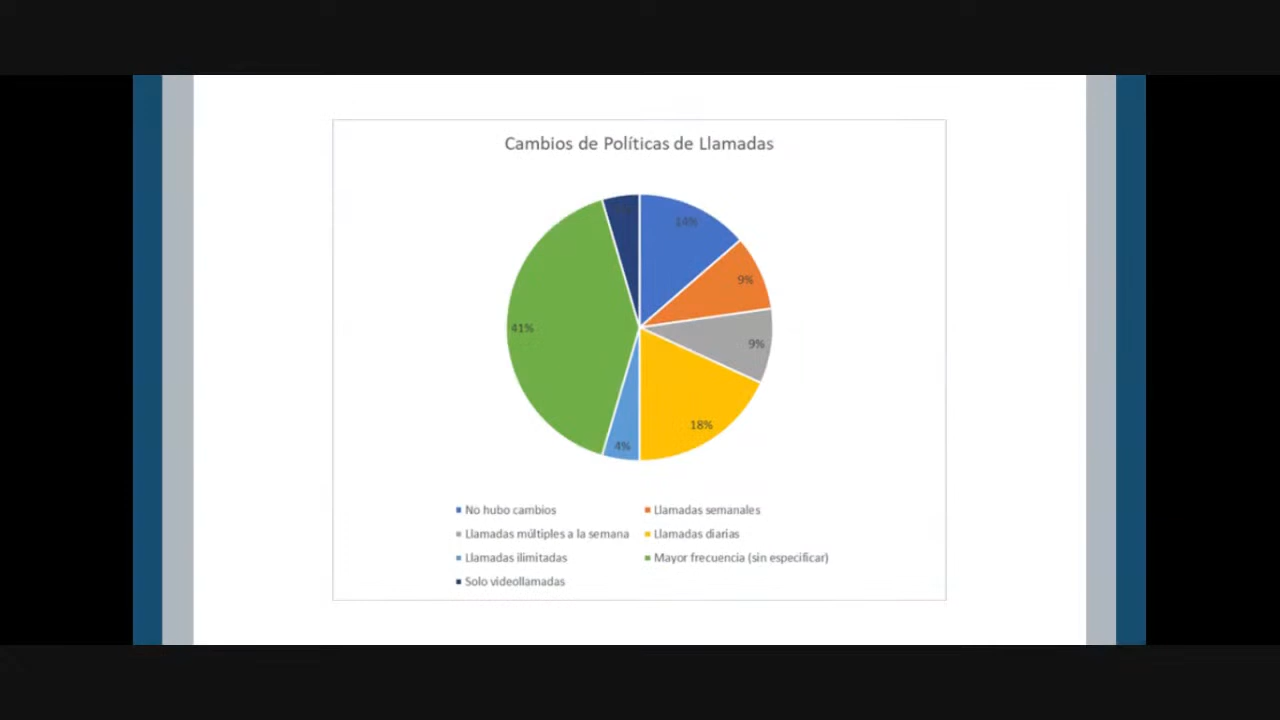 Cambios de Políticas de Llamadas
14%
9%
9%
18%
4%
41%
No hubo cambios
Llamadas semanales
Llamadas múltiples a la semana
Llamadas diarias
Llamadas ilimitadas
Mayor frecuencia (sin especificar)
Solo videollamadas